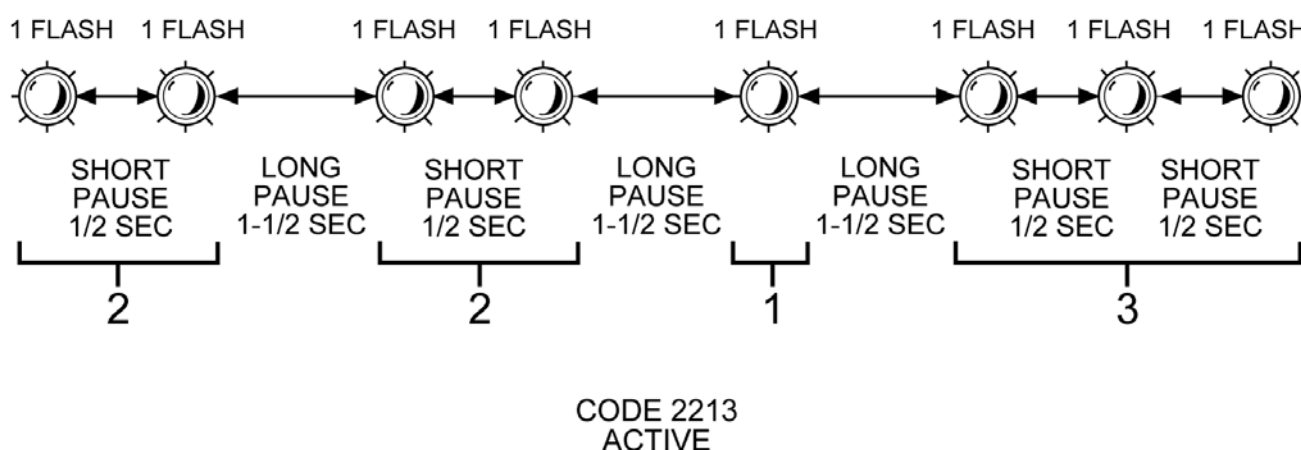 1 FLASH 1 FLASH 1 FLASH 1 FLASH 1 FLASH 1 FLASH 1 FLASH 1 FLASH
SHORT PAUSE 1/2 SEC
LONG PAUSE 1-1/2 SEC
SHORT PAUSE 1/2 SEC
LONG PAUSE 1-1/2 SEC
LONG PAUSE 1-1/2 SEC
SHORT PAUSE 1/2 SEC
SHORT PAUSE 1/2 SEC
2 2 1 3
CODE 2213
ACTIVE